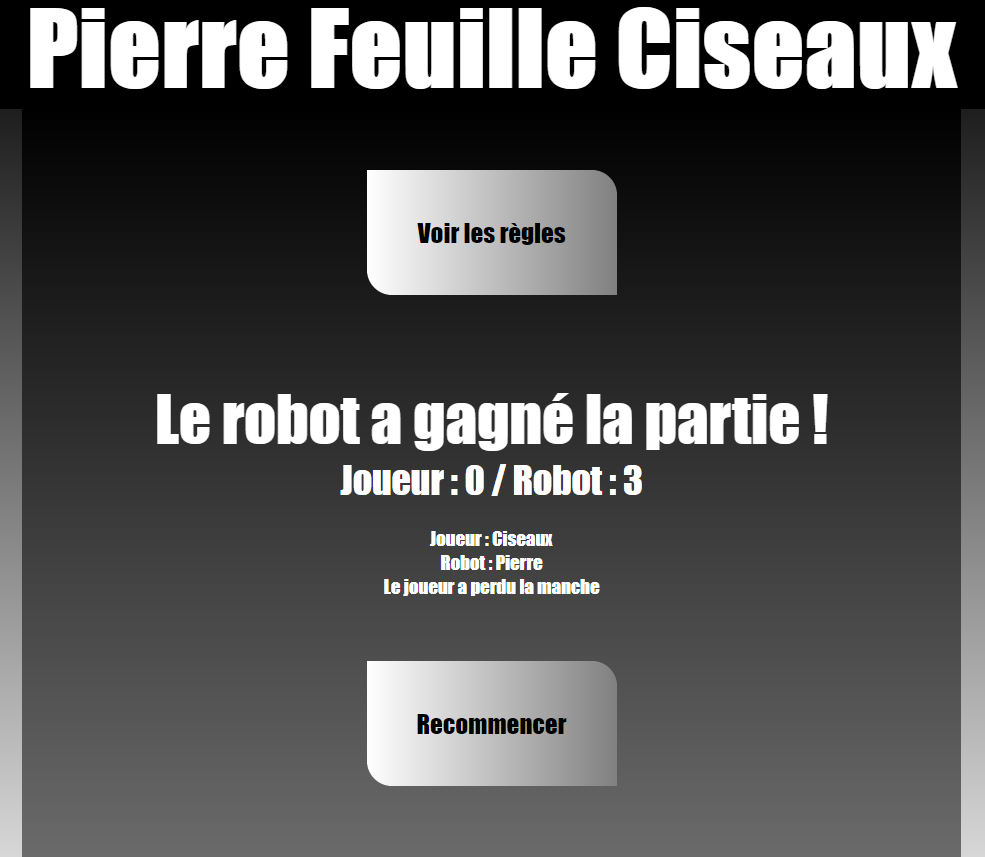 Pierre Feuille Ciseaux
Voir les règles
Le robot a gagné la partie !
Joueur : 0 / Robot : 3
Joueur : Ciseaux
Robot : Pierre
Le joueur a perdu la manche
Recommencer